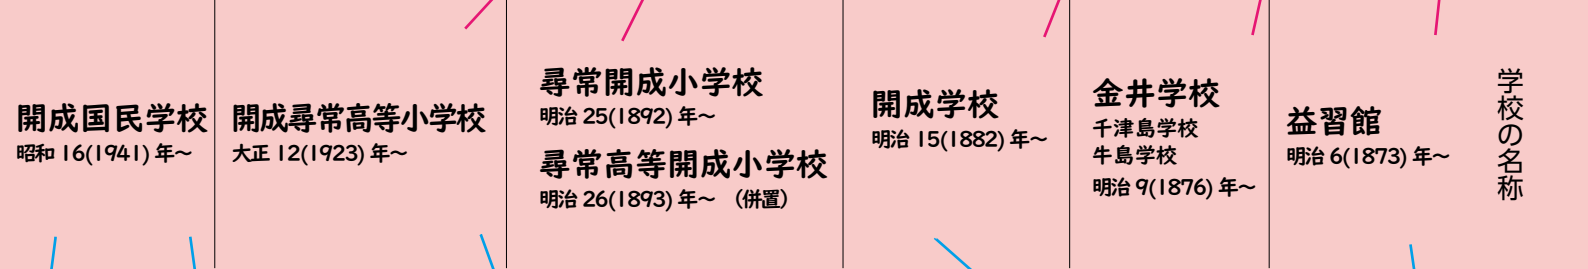 学校の名称
益習館
明治 6(1873) 年～
金井学校
千津島学校
牛島学校
明治 9(1876) 年～
開成学校
明治 15(1882) 年～
尋常開成小学校
明治 25(1892) 年～
尋常高等開成小学校
明治 26(1893) 年～ （併置）
開成尋常高等小学校
大正 12(1923) 年～
開成国民学校
昭和 16(1941) 年～